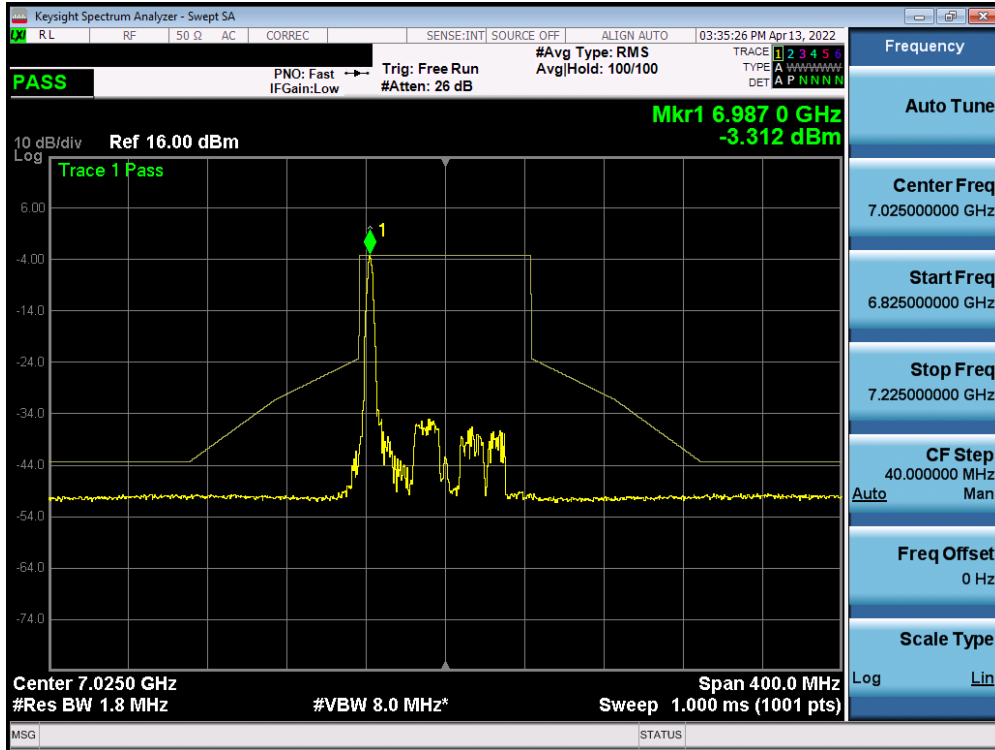 Keysight Spectrum Analyzer - Swept SA
LXI RL RF 50 Ω AC CORREC SENSE:INT SOURCE OFF ALIGN AUTO 03:35:26 PM Apr 13, 2022
PASS
PNO: Fast
IFGain:Low
Trig: Free Run
#Atten: 26 dB
#Avg Type: RMS
Avg|Hold: 100/100
TRACE 1 2 3 4 5 6
TYPE A WWWWW
DET A P N N N N
Mkr1 6.987 0 GHz
-3.312 dBm
10 dB/div Ref 16.00 dBm
Log
Trace 1 Pass
1
6.00
-4.00
-14.0
-24.0
-34.0
-44.0
-54.0
-64.0
-74.0
Center 7.0250 GHz Span 400.0 MHz
#Res BW 1.8 MHz #VBW 8.0 MHz* Sweep 1.000 ms (1001 pts)
MSG STATUS
Frequency
Auto Tune
Center Freq
7.025000000 GHz
Start Freq
6.825000000 GHz
Stop Freq
7.225000000 GHz
CF Step
40.000000 MHz
Auto Man
Freq Offset
0 Hz
Scale Type
Log Lin